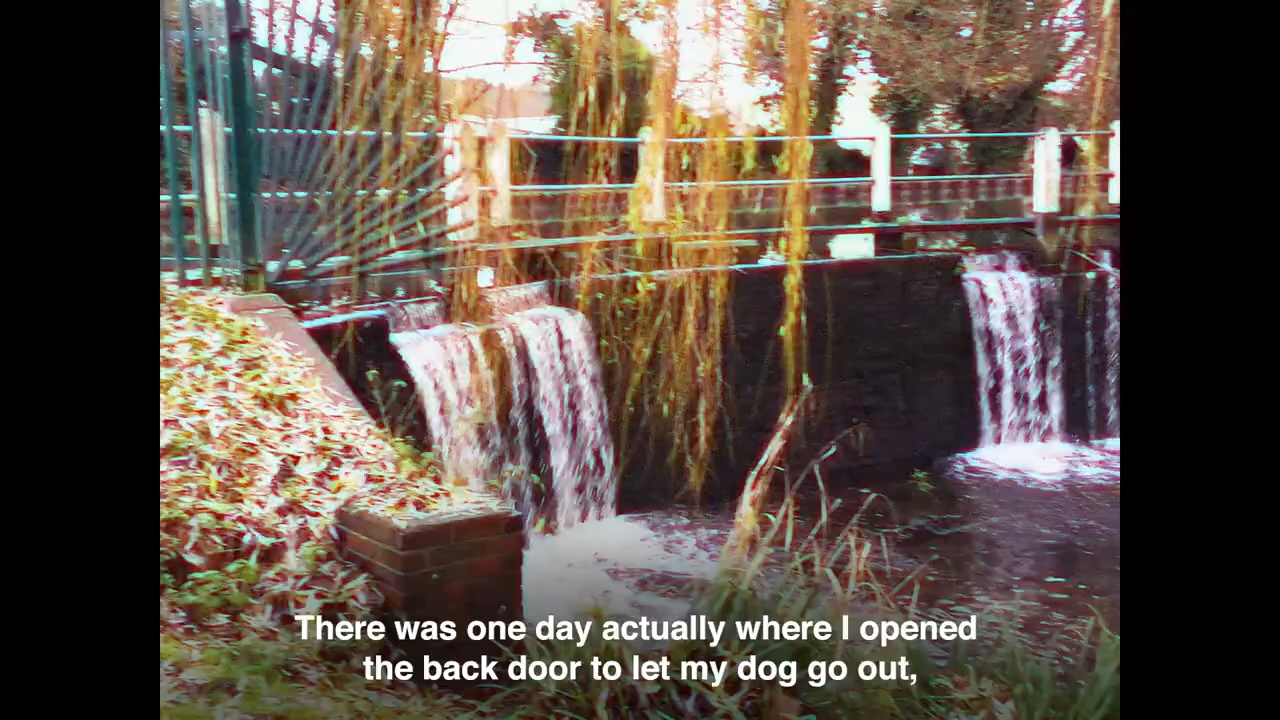 There was one day actually where I opened
the back door to let my dog go out,